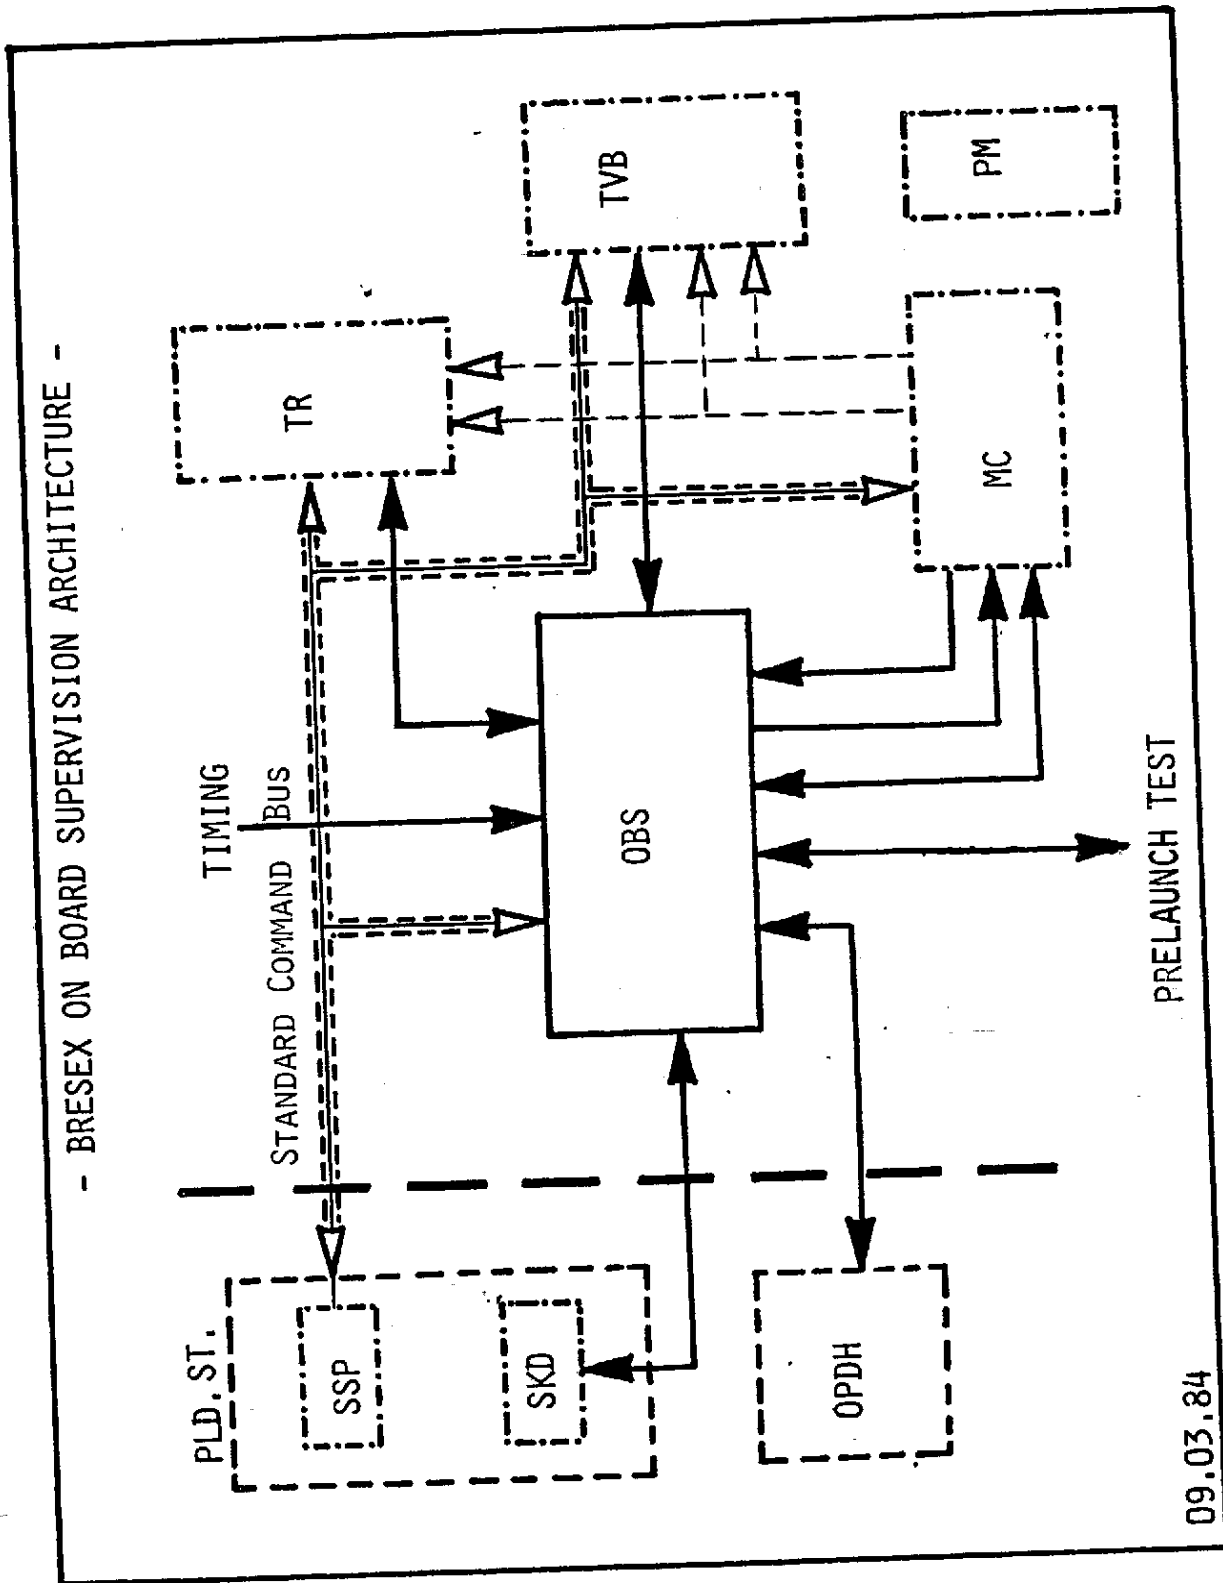 - BRESEX ON BOARD SUPERVISION ARCHITECTURE -
PLD.ST.
STANDARD COMMAND BUS
TIMING
SSP
TR
SKD
OBS
TVB
OPDH
MC
PM
PRELAUNCH TEST
09.03.84